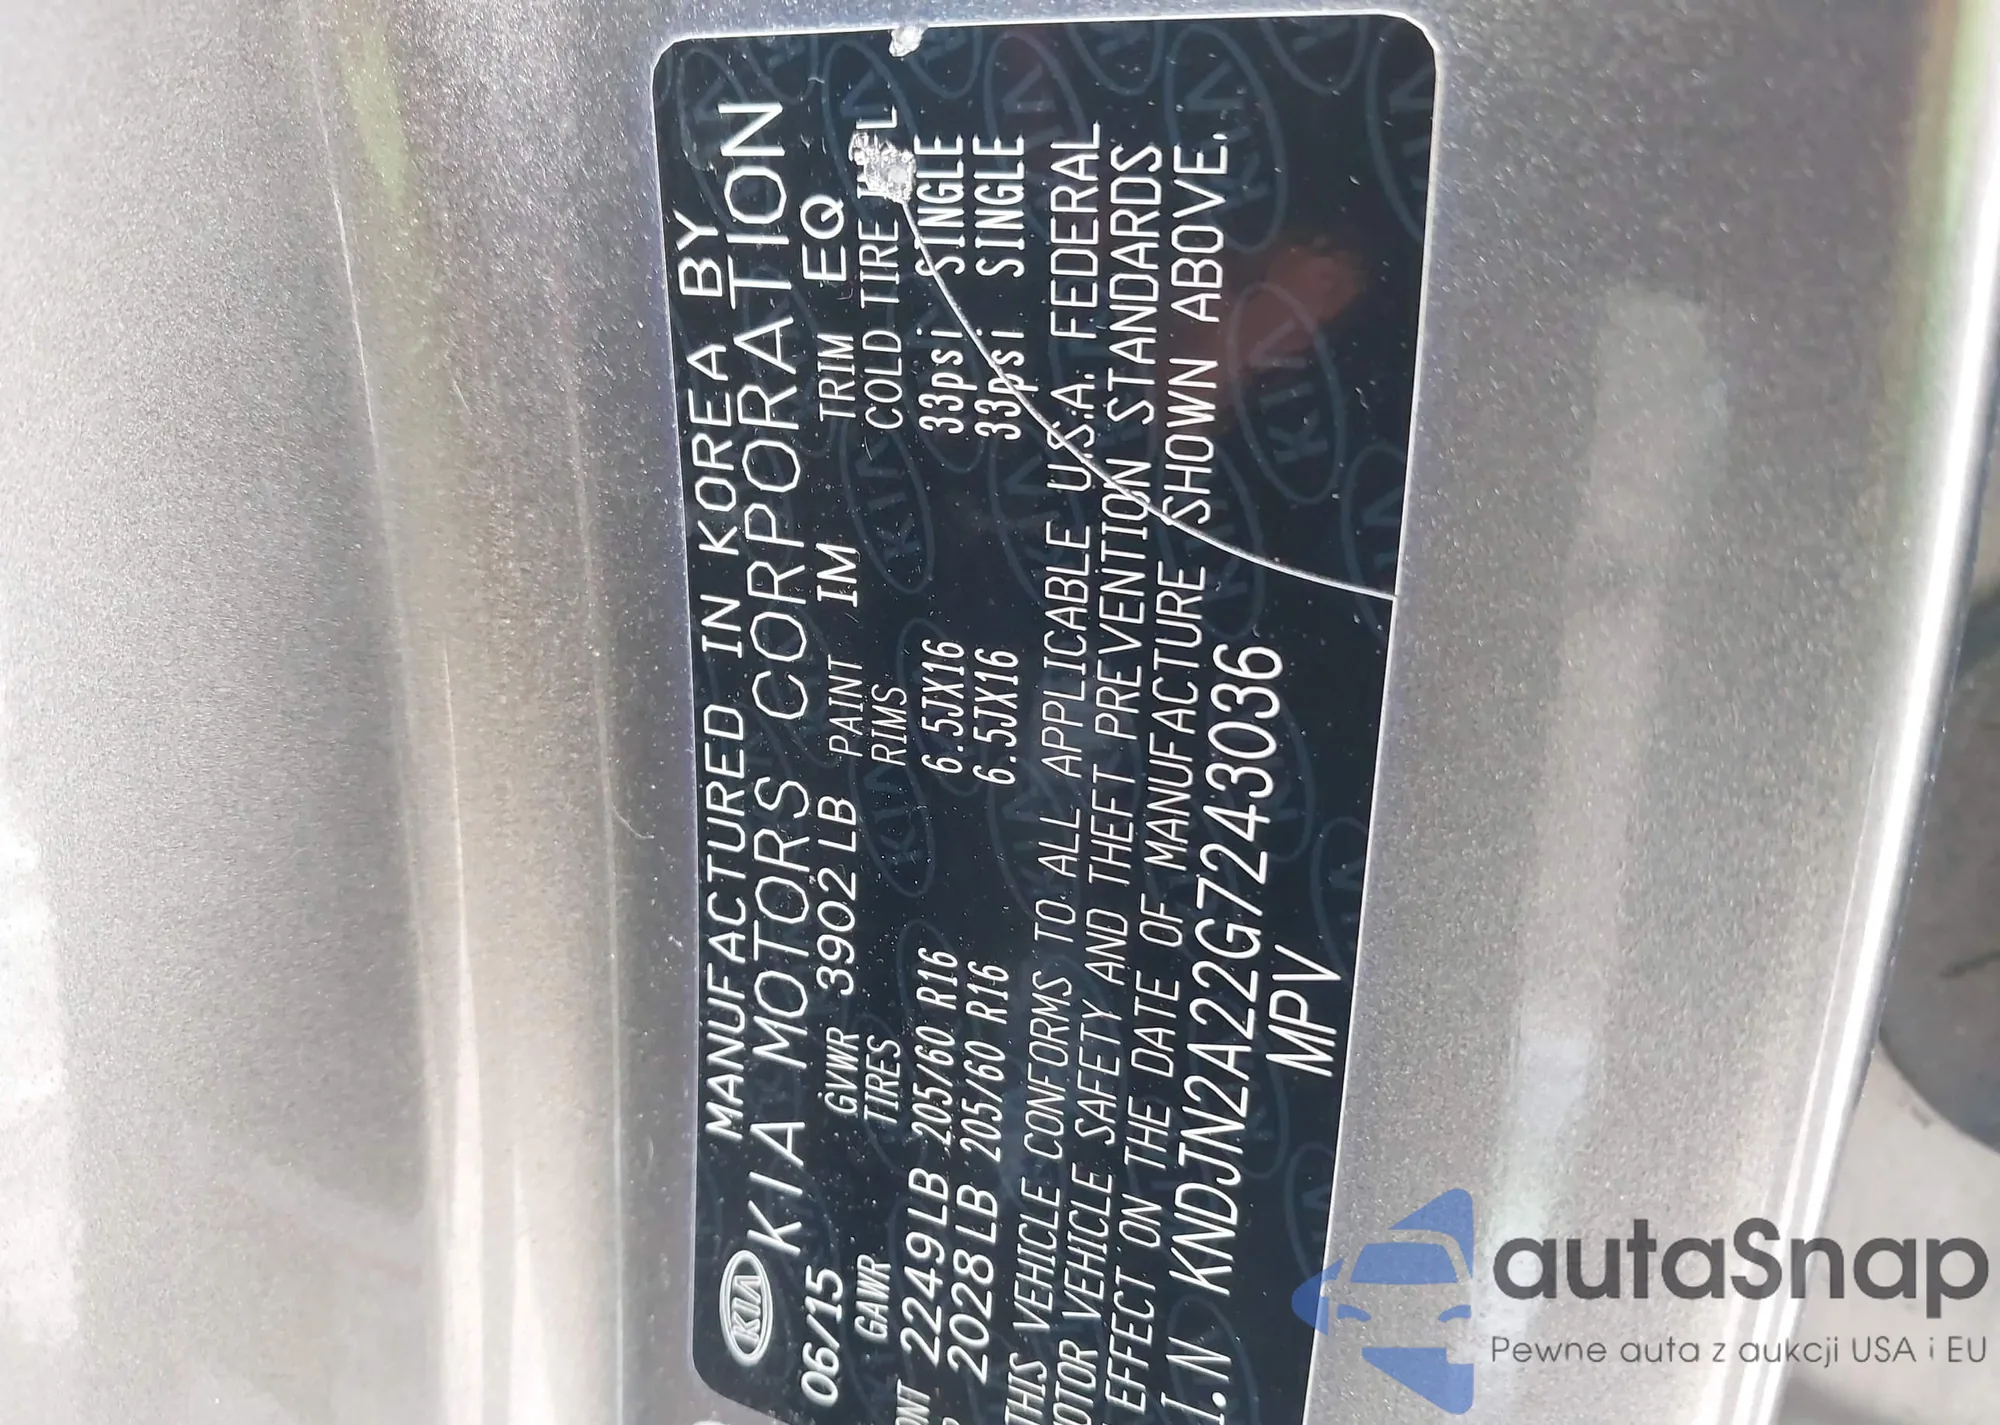 MANUFACTURED IN KOREA BY
KIA KIA MOTORS CORPORATION
06/15 GVWR 3902 LB PAINT IM TRIM EQ
GAWR TIRES RIMS COLD TIRE
2249LB 205/60 R16 6.5JX16 33psi SINGLE
2028LB 205/60 R16 6.5JX16 33psi SINGLE
THIS VEHICLE CONFORMS TO ALL APPLICABLE U.S.A. FEDERAL
MOTOR VEHICLE SAFETY AND THEFT PREVENTION STANDARDS
EFFECT ON THE DATE OF MANUFACTURE SHOWN ABOVE.
I.N KNDJN2A22G7243036
MPV
autaSnap
Pewne auta z aukcji USA i EU